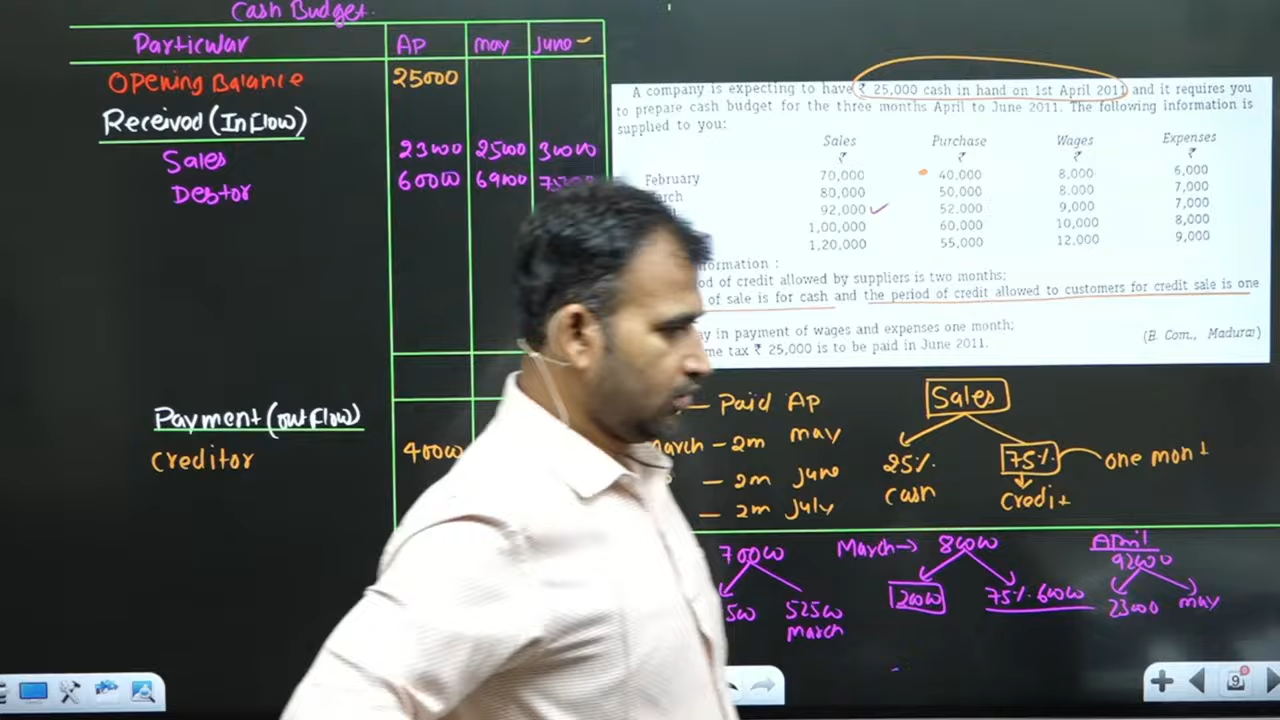 Cash Budget.
Particular AP may June
Opening Balance 25000
Received (InFlow)
Sales 23000 25000 30000
Debtor 60000 69000
Payment (outFlow)
Creditor
A company is expecting to have ₹ 25,000 cash in hand on 1st April 2011 and it requires you
to prepare cash budget for the three months April to June 2011. The following information is
supplied to you:
Sales Purchase Wages Expenses
₹ ₹ ₹ ₹
February 70,000 40,000 8,000 6,000
80,000 50,000 8.000 7,000
92,000 52.000 9,000 7,000
1,00,000 60,000 10,000 8,000
1,20,000 55,000 12.000 9,000
of credit allowed by suppliers is two months;
of sale is for cash and the period of credit allowed to customers for credit sale is one
in payment of wages and expenses one month;
tax ₹ 25,000 is to be paid in June 2011. (B. Com., Madurai)
— Paid AP
March - 2m may
- 2m June
- 2m July
Sales
25%. 75%. one mont
cash Credit
70000
52500
March
March → 80000
20000 75%. 60000
April
92000
23000 may
9